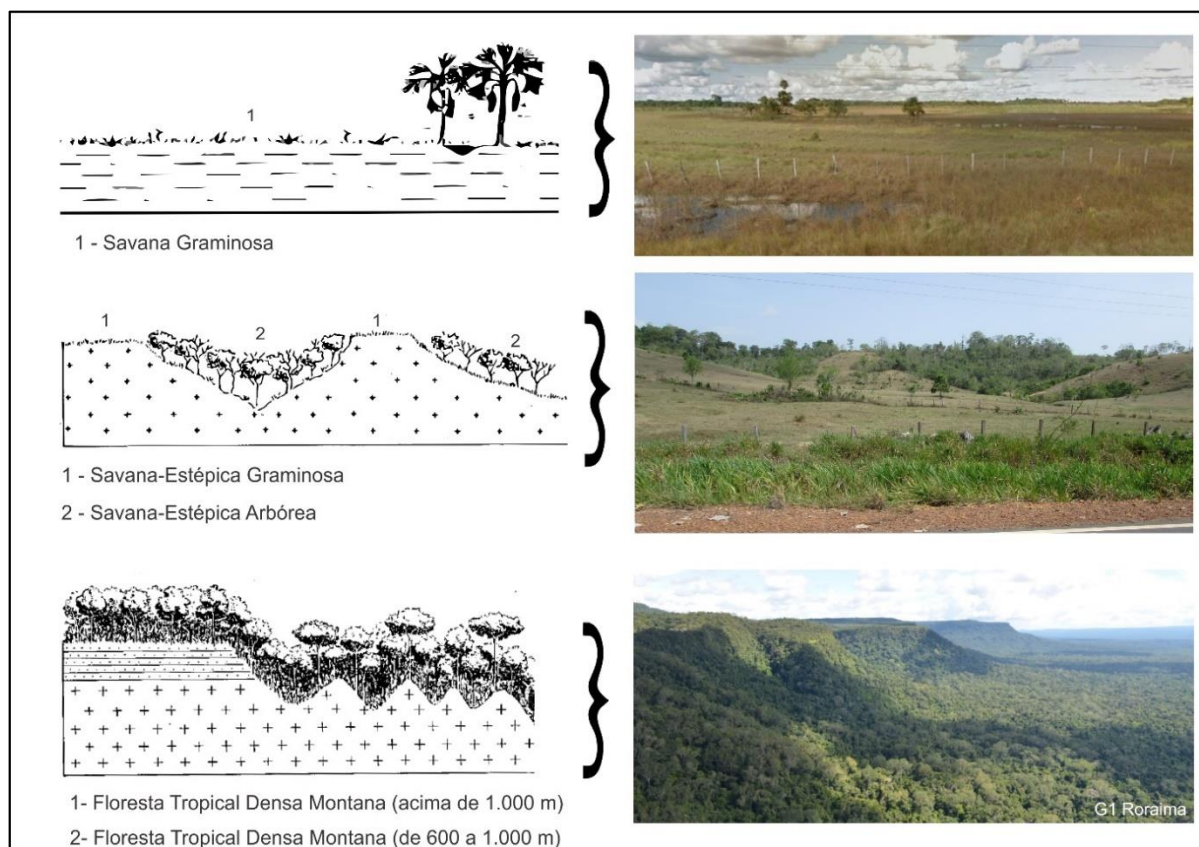 1
1 - Savana Graminosa
1
2
1
2
1 - Savana-Estépica Graminosa
2 - Savana-Estépica Arbórea
1- Floresta Tropical Densa Montana (acima de 1.000 m)
2- Floresta Tropical Densa Montana (de 600 a 1.000 m)
G1 Roraima